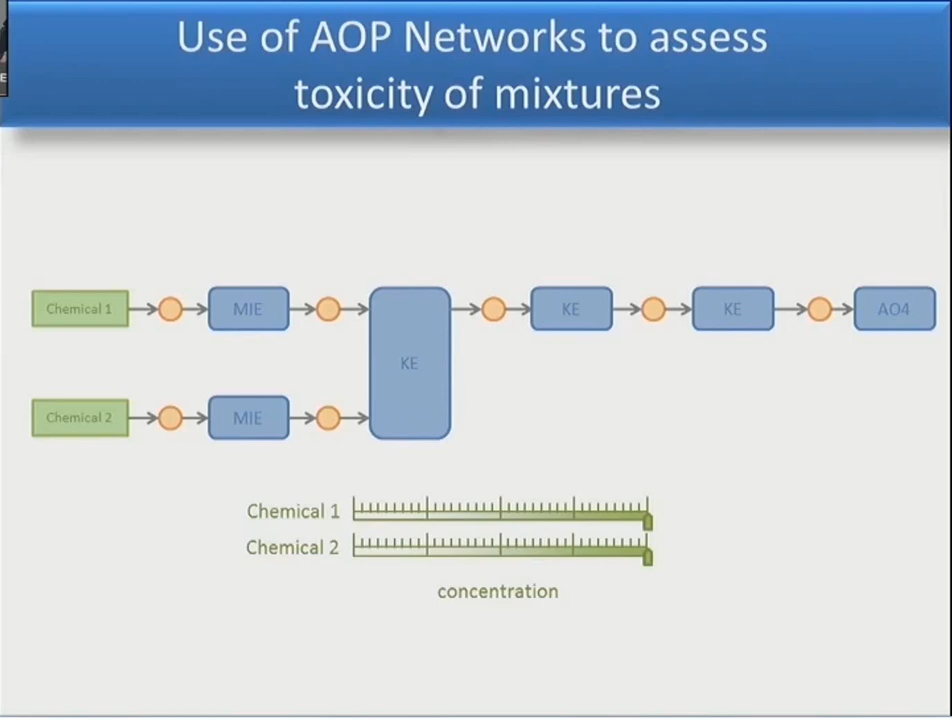 Use of AOP Networks to assess
toxicity of mixtures
E
Chemical 1
MIE
KE
KE
KE
AO4
Chemical 2
MIE
Chemical 1
Chemical 2
concentration